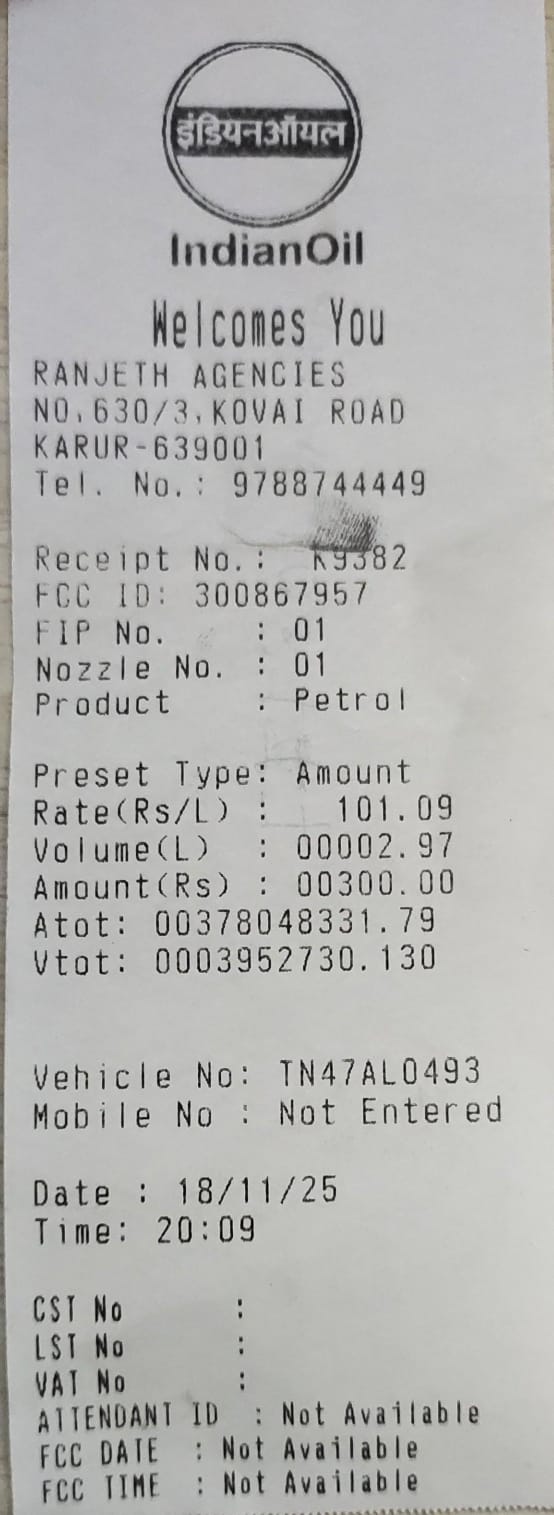 इंडियनऑयल
IndianOil
Welcomes You
RANJETH AGENCIES
NO,630/3,KOVAI ROAD
KARUR-639001
Tel. No.: 9788744449
Receipt No.: K9382
FCC ID: 300867957
FIP No. : 01
Nozzle No. : 01
Product : Petrol
Preset Type: Amount
Rate(Rs/L) : 101.09
Volume(L) : 00002.97
Amount(Rs) : 00300.00
Atot: 00378048331.79
Vtot: 0003952730.130
Vehicle No: TN47AL0493
Mobile No : Not Entered
Date : 18/11/25
Time: 20:09
CST No :
LST No :
VAT No :
ATTENDANT ID : Not Available
FCC DATE : Not Available
FCC TIME : Not Available